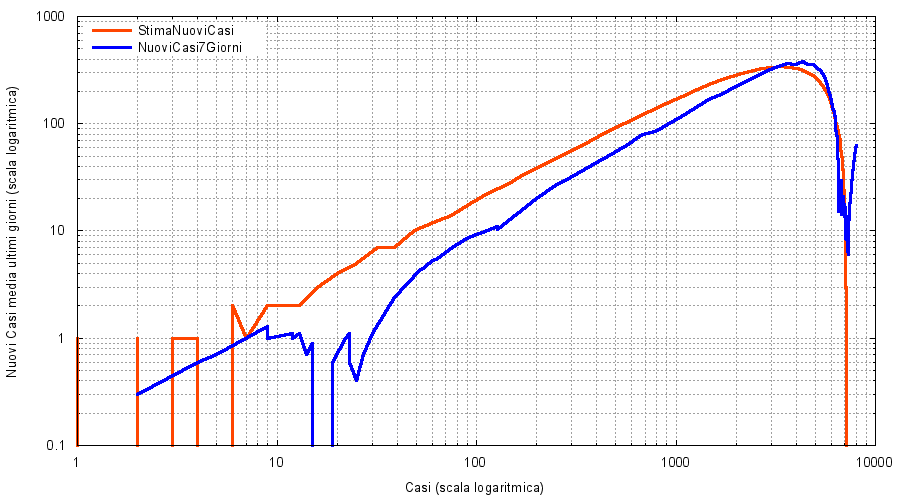 1000
StimaNuoviCasi
NuoviCasi7Giorni
100
10
1
0.1
Nuovi Casi media ultimi giorni (scala logaritmica)
1 10 100 1000 10000
Casi (scala logaritmica)